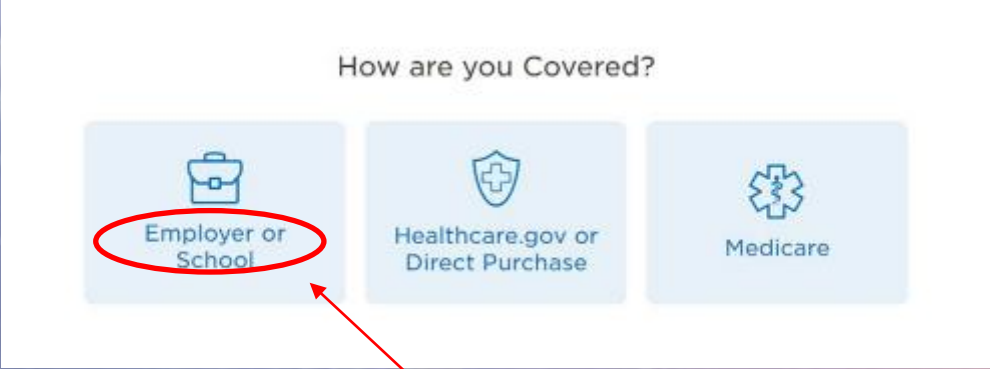 How are you Covered?
Employer or
School
Healthcare.gov or
Direct Purchase
Medicare